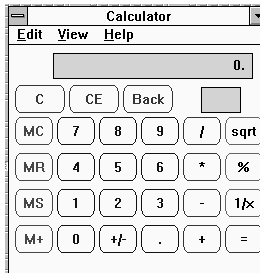 Calculator
Edit View Help
0.
C CE Back
MC 7 8 9 / sqrt
MR 4 5 6 * %
MS 1 2 3 - 1/x
M+ 0 +/- . + =